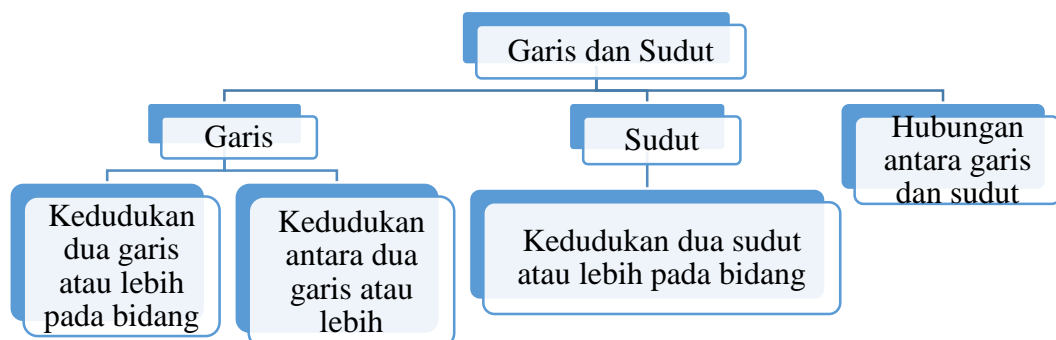 Garis dan Sudut
Garis
Sudut
Hubungan
antara garis
dan sudut
Kedudukan
dua garis
atau lebih
pada bidang
Kedudukan
antara dua
garis atau
lebih
Kedudukan dua sudut
atau lebih pada bidang